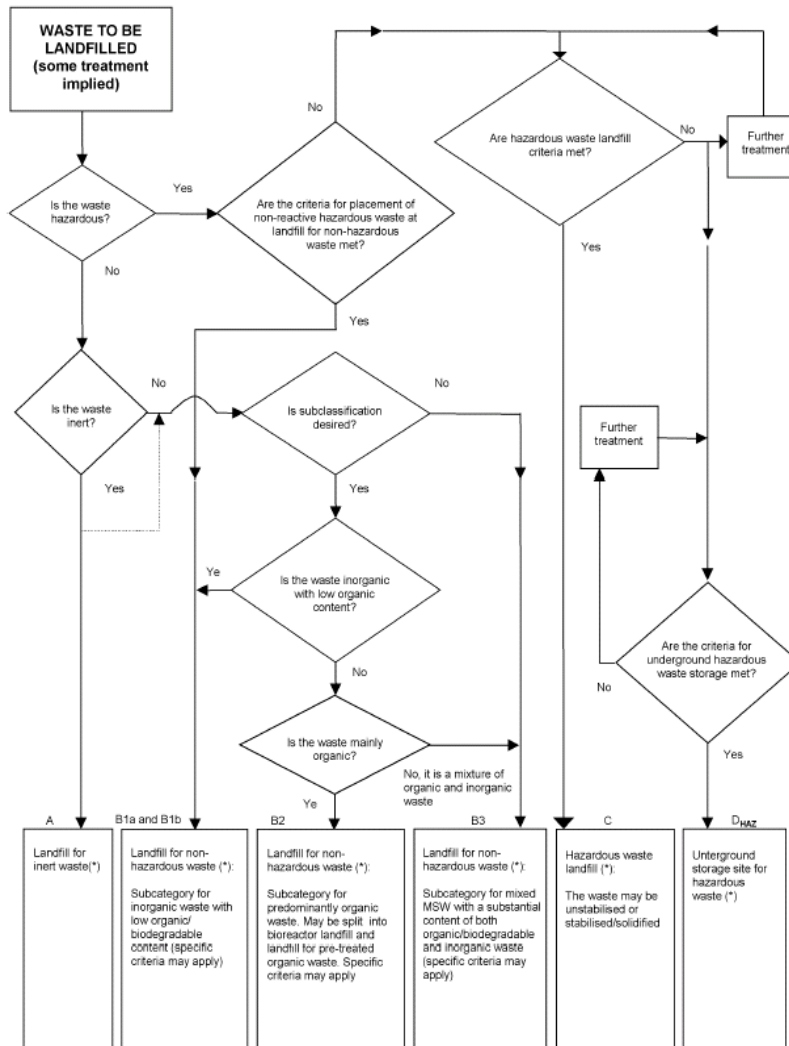 WASTE TO BE
LANDFILLED
(some treatment
implied)
No
Are hazardous waste landfill
criteria met?
No
Further
treatment
Is the waste
hazardous?
Yes
Are the criteria for placement of
non-reactive hazardous waste at
landfill for non-hazardous
waste met?
No
Yes
Yes
Is the waste
inert?
No
Is subclassification
desired?
No
Further
treatment
Yes
Yes
Ye
Is the waste inorganic
with low organic
content?
No
Are the criteria for
underground hazardous
waste storage met?
No
Is the waste mainly
organic?
No, it is a mixture of
organic and inorganic
waste
Yes
Ye
A
B1a and B1b
B2
B3
C
DHAZ
Landfill for
inert waste(*)
Landfill for non-
hazardous waste (*):
Subcategory for
inorganic waste with
low organic/
biodegradable
content (specific
criteria may apply)
Landfill for non-
hazardous waste (*):
Subcategory for
predominantly organic
waste. May be split  into
bioreactor landfill and
landfill for pre-treated
organic waste. Specific
criteria may apply
Landfill for non-
hazardous waste (*):
Subcategory for mixed
MSW with a substantial
content of both
organic/biodegradable
and inorganic waste
(specific criteria may
apply)
Hazardous waste
landfill (*):
The waste may be
unstabilised or
stabilised/solidified
Unterground
storage site for
hazardous
waste (*)